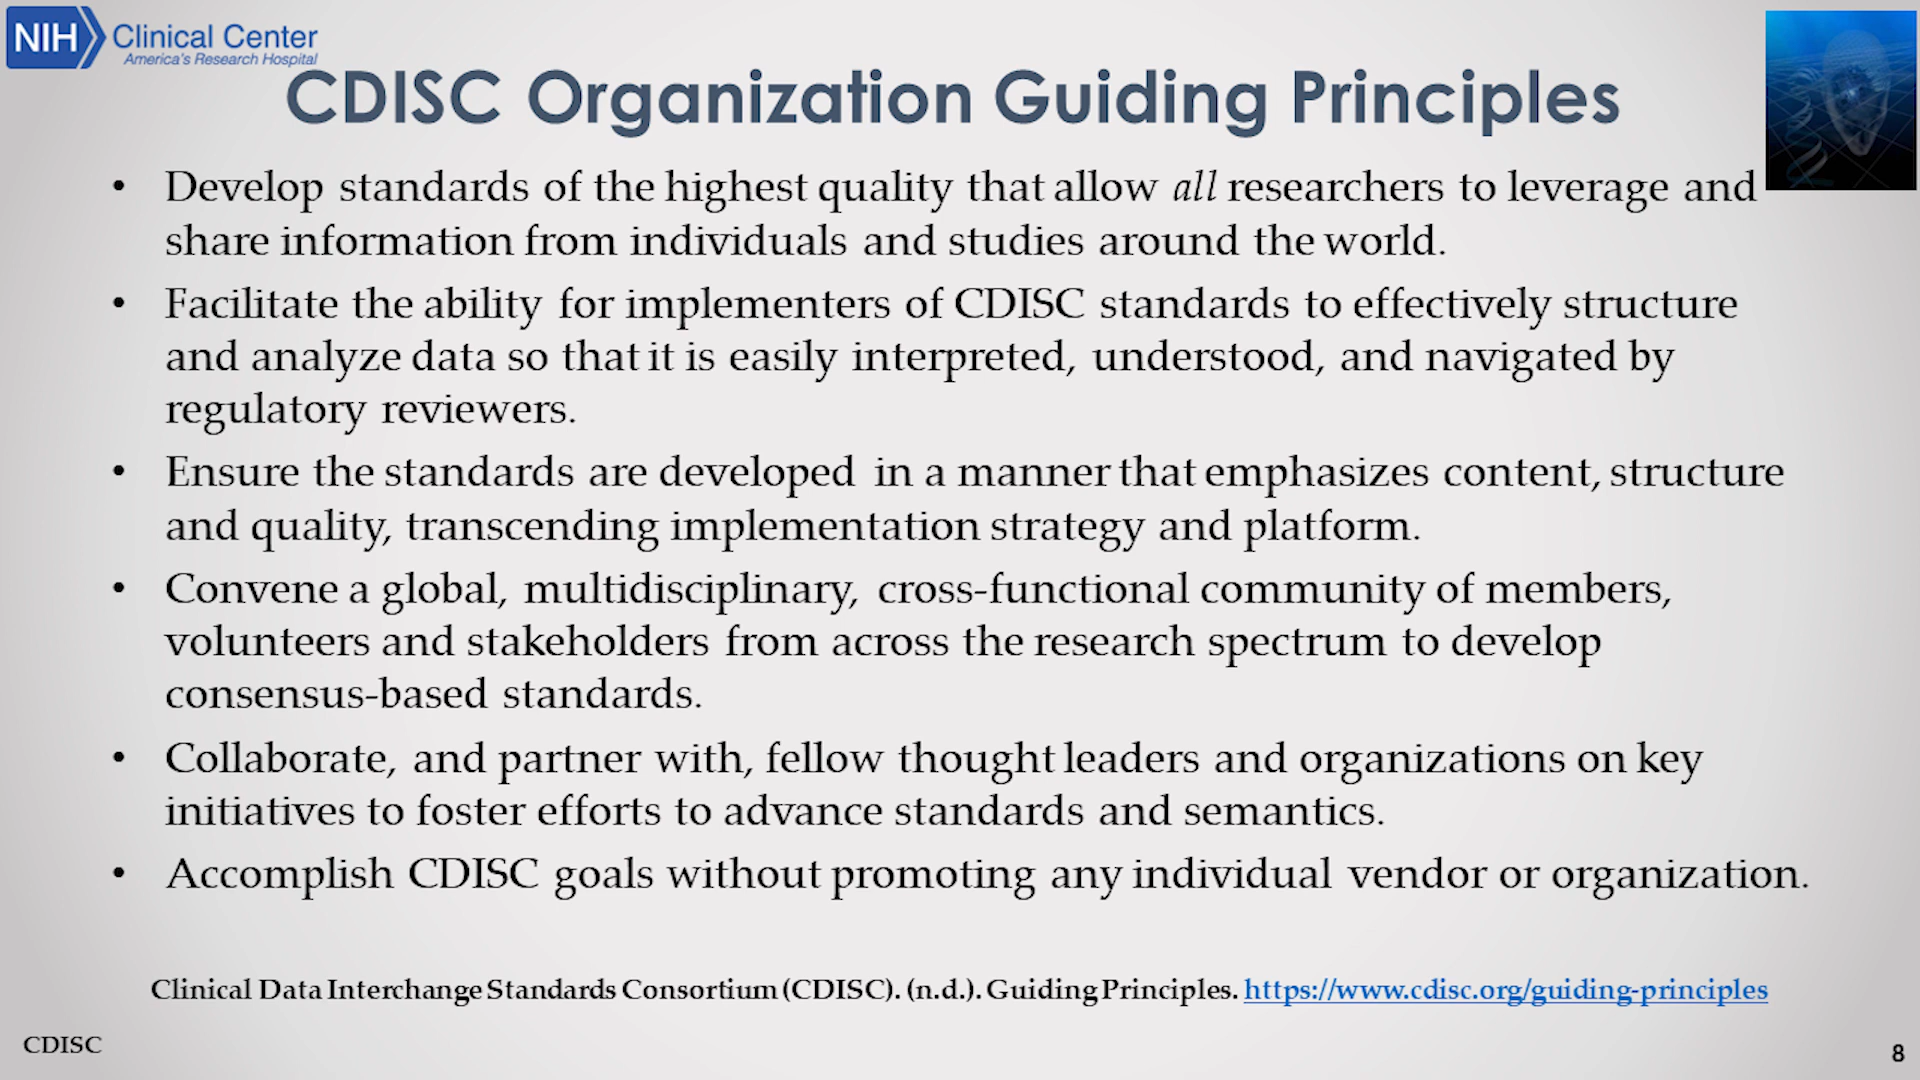 NIH Clinical Center
America's Research Hospital
CDISC Organization Guiding Principles
• Develop standards of the highest quality that allow all researchers to leverage and
share information from individuals and studies around the world.
• Facilitate the ability for implementers of CDISC standards to effectively structure
and analyze data so that it is easily interpreted, understood, and navigated by
regulatory reviewers.
• Ensure the standards are developed in a manner that emphasizes content, structure
and quality, transcending implementation strategy and platform.
• Convene a global, multidisciplinary, cross-functional community of members,
volunteers and stakeholders from across the research spectrum to develop
consensus-based standards.
• Collaborate, and partner with, fellow thought leaders and organizations on key
initiatives to foster efforts to advance standards and semantics.
• Accomplish CDISC goals without promoting any individual vendor or organization.
Clinical Data Interchange Standards Consortium (CDISC). (n.d.). Guiding Principles. https://www.cdisc.org/guiding-principles
CDISC
8